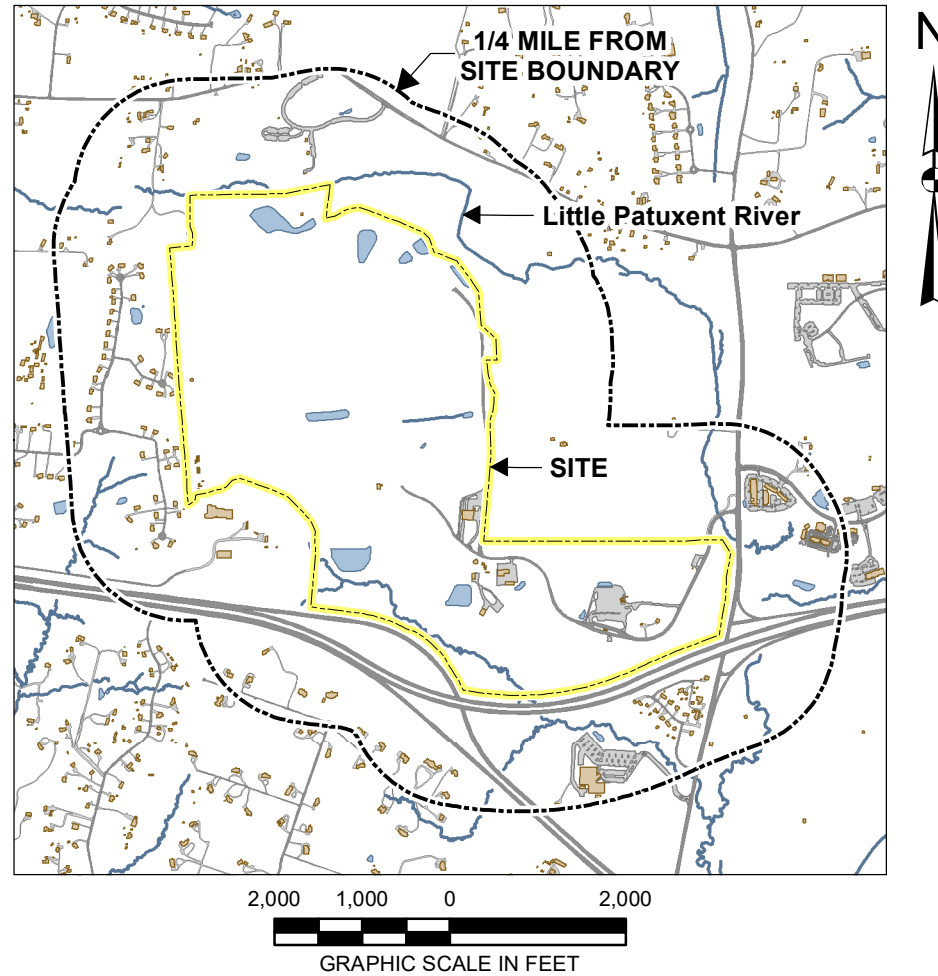 1/4 MILE FROM
SITE BOUNDARY
N
Little Patuxent River
SITE
2,000 1,000 0 2,000
GRAPHIC SCALE IN FEET